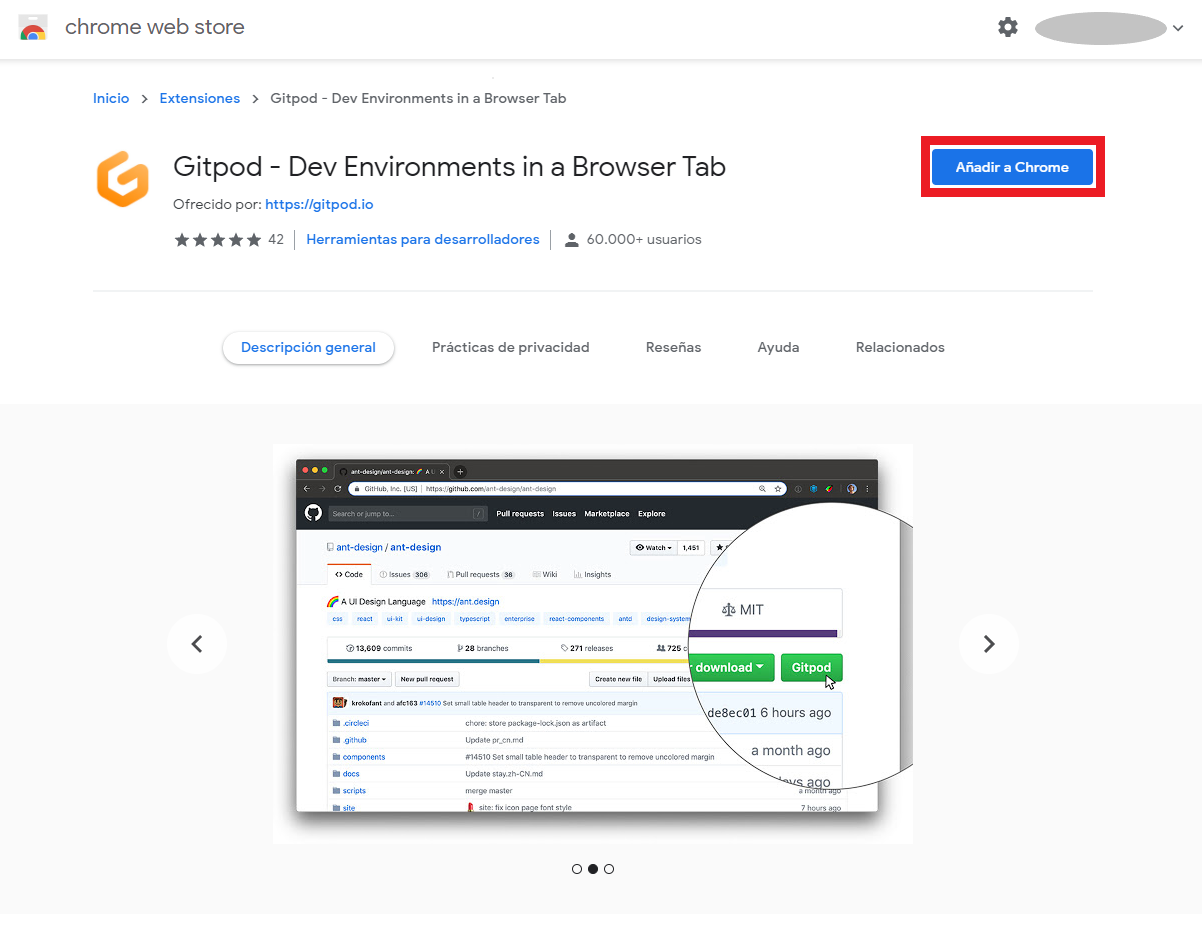 chrome web store
Inicio > Extensiones > Gitpod - Dev Environments in a Browser Tab
Gitpod - Dev Environments in a Browser Tab
Añadir a Chrome
Ofrecido por: https://gitpod.io
42 Herramientas para desarrolladores 60.000+ usuarios
Descripción general Prácticas de privacidad Reseñas Ayuda Relacionados
ant-design/ant-design: A U
GitHub, Inc. [US] https://github.com/ant-design/ant-design
Search or jump to... / Pull requests Issues Marketplace Explore
ant-design / ant-design Watch 1,451
Code Issues 306 Pull requests 36 Wiki Insights
A UI Design Language https://ant.design
css react ui-kit ui-design typescript enterprise react-components antd design-system
MIT
13,609 commits 28 branches 271 releases 725 c
Branch: master New pull request Create new file Upload files
download Gitpod
krokofant and afc163 #14510 Set small table header to transparent to remove uncolored margin
de8ec01 6 hours ago
.circleci chore: store package-lock.json as artifact
.github Update pr_cn.md
components #14510 Set small table header to transparent to remove uncolored margin
a month ago
docs Update stay.zh-CN.md
days ago
scripts merge master a month ago
site site: fix icon page font style 7 hours ago